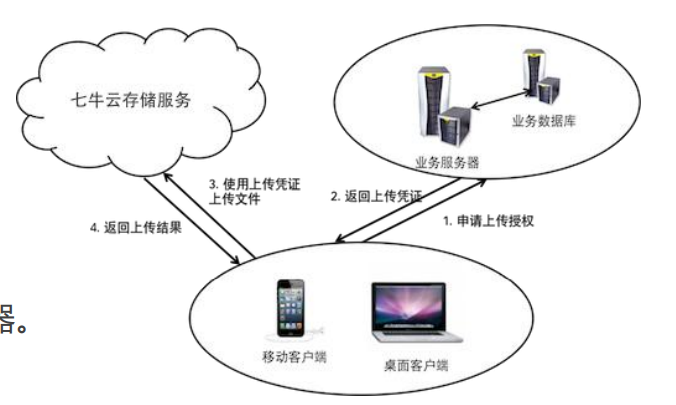 七牛云存储服务
业务数据库
业务服务器
3. 使用上传凭证
上传文件
2. 返回上传凭证
1. 申请上传授权
4. 返回上传结果
器。
移动客户端
桌面客户端